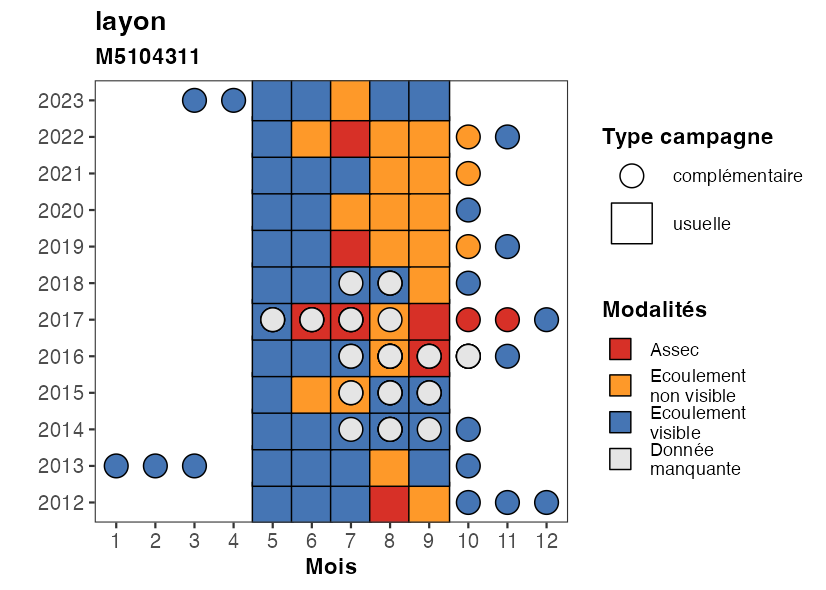 layon
M5104311
2023
2022
2021
2020
2019
2018
2017
2016
2015
2014
2013
2012
1 2 3 4 5 6 7 8 9 10 11 12
Mois
Type campagne
complémentaire
usuelle
Modalités
Assec
Ecoulement
non visible
Ecoulement
visible
Donnée
manquante